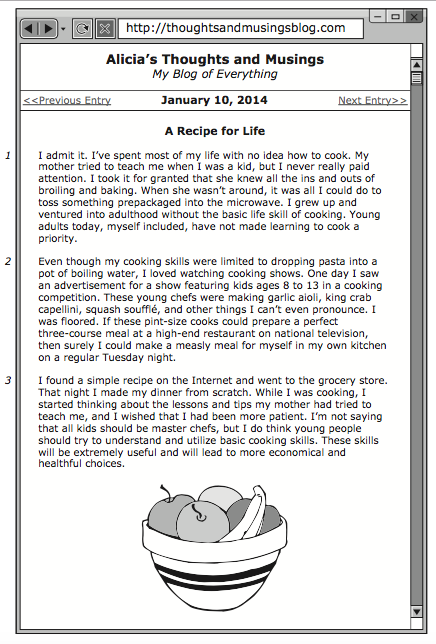 http://thoughtsandmusingsblog.com
Alicia’s Thoughts and Musings
My Blog of Everything
<<Previous Entry January 10, 2014 Next Entry>>
A Recipe for Life
1 I admit it. I’ve spent most of my life with no idea how to cook. My
mother tried to teach me when I was a kid, but I never really paid
attention. I took it for granted that she knew all the ins and outs of
broiling and baking. When she wasn’t around, it was all I could do to
toss something prepackaged into the microwave. I grew up and
ventured into adulthood without the basic life skill of cooking. Young
adults today, myself included, have not made learning to cook a
priority.
2 Even though my cooking skills were limited to dropping pasta into a
pot of boiling water, I loved watching cooking shows. One day I saw
an advertisement for a show featuring kids ages 8 to 13 in a cooking
competition. These young chefs were making garlic aioli, king crab
capellini, squash soufflé, and other things I can’t even pronounce. I
was floored. If these pint-size cooks could prepare a perfect
three-course meal at a high-end restaurant on national television,
then surely I could make a measly meal for myself in my own kitchen
on a regular Tuesday night.
3 I found a simple recipe on the Internet and went to the grocery store.
That night I made my dinner from scratch. While I was cooking, I
started thinking about the lessons and tips my mother had tried to
teach me, and I wished that I had been more patient. I’m not saying
that all kids should be master chefs, but I do think young people
should try to understand and utilize basic cooking skills. These skills
will be extremely useful and will lead to more economical and
healthful choices.